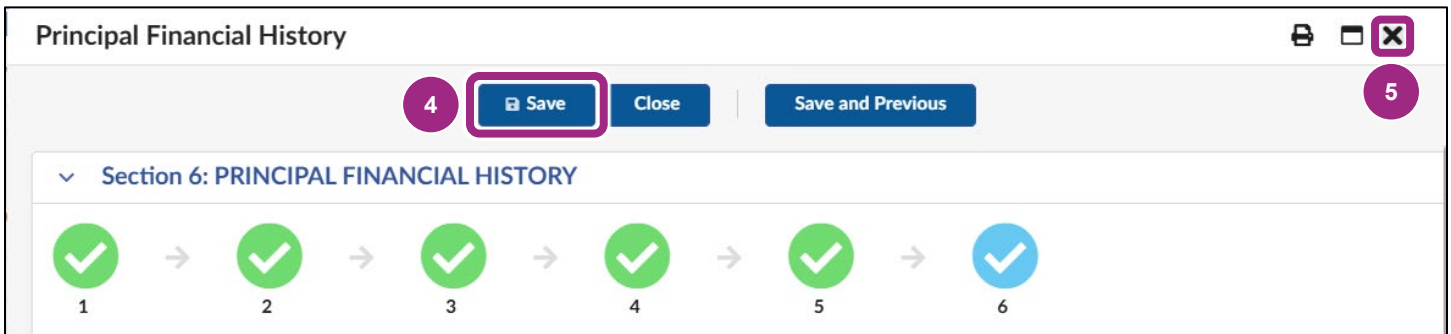 Principal Financial History
4 Save Close Save and Previous 5
Section 6: PRINCIPAL FINANCIAL HISTORY
1 2 3 4 5 6